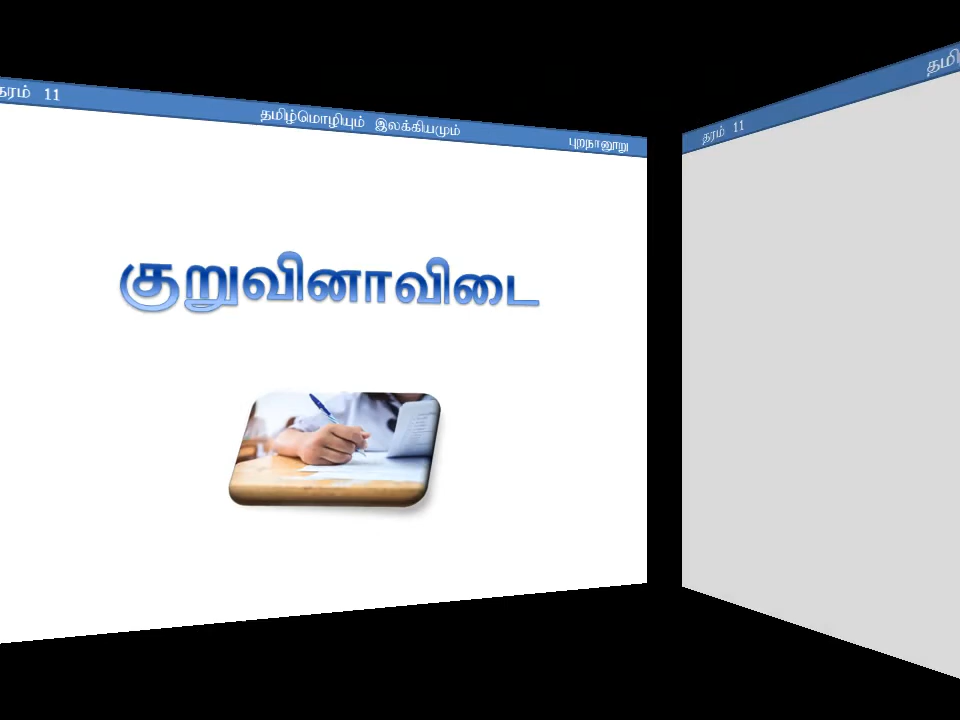 தரம் 11
தமிழ்மொழியும் இலக்கியமும்
புறநானூறு
குறுவினாவிடை
தரம் 11